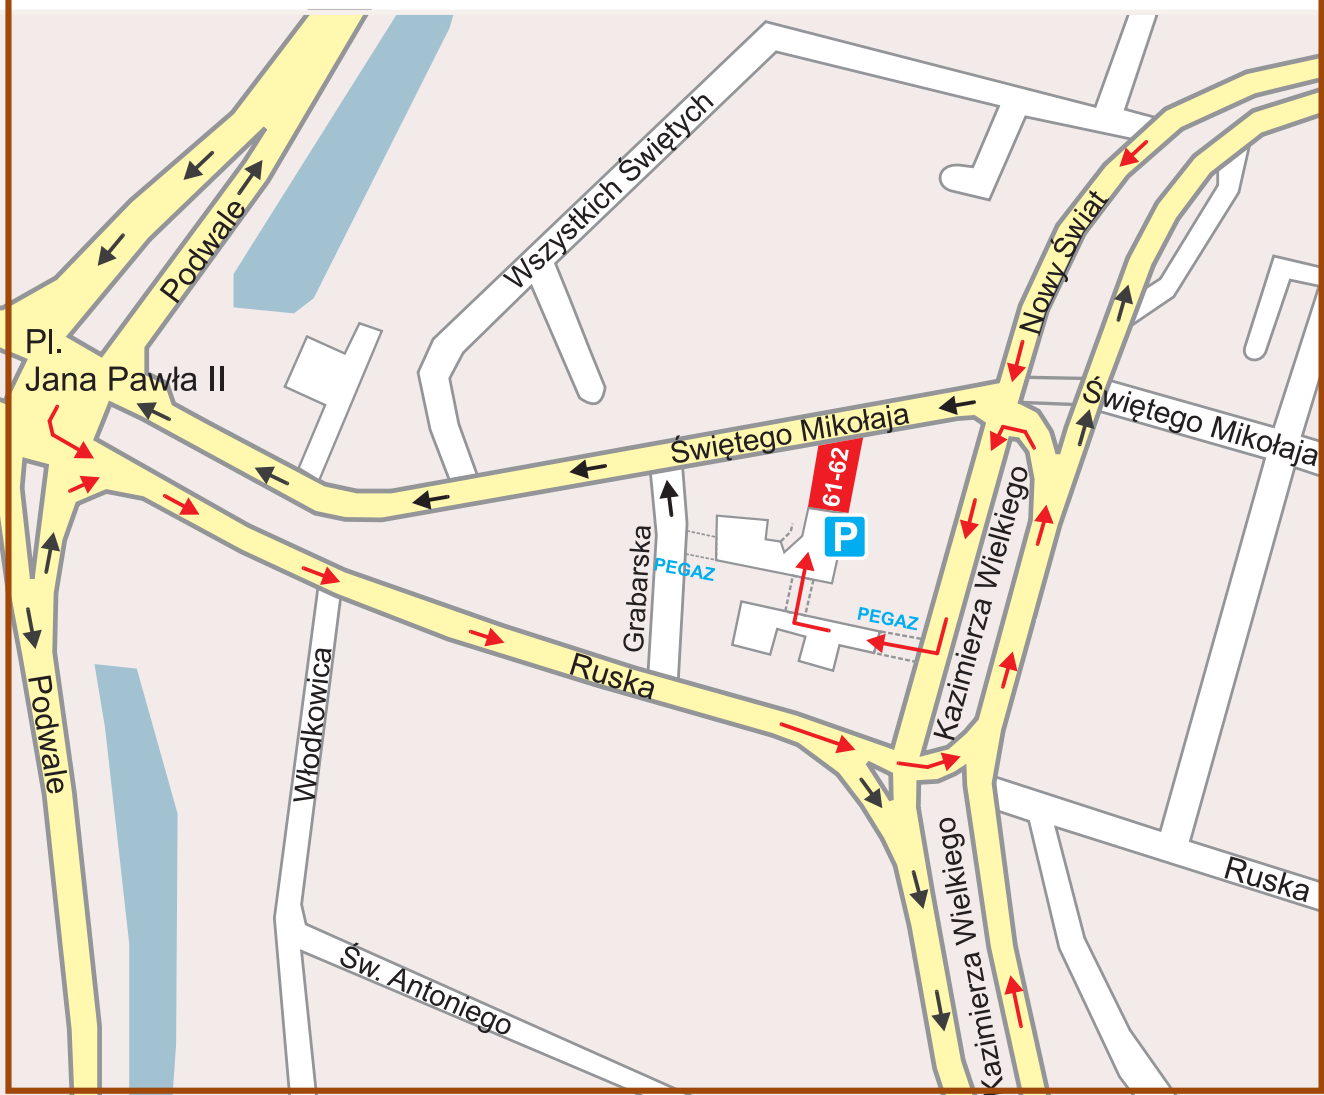 Wszystkich Świętych
Podwale
Nowy Świat
Pl.
Jana Pawła II
Świętego Mikołaja
Świętego Mikołaja
61-62
P
PEGAZ
Grabarska
PEGAZ
Kazimierza Wielkiego
Ruska
Włodkowica
Podwale
Kazimierza Wielkiego
Ruska
Św. Antoniego